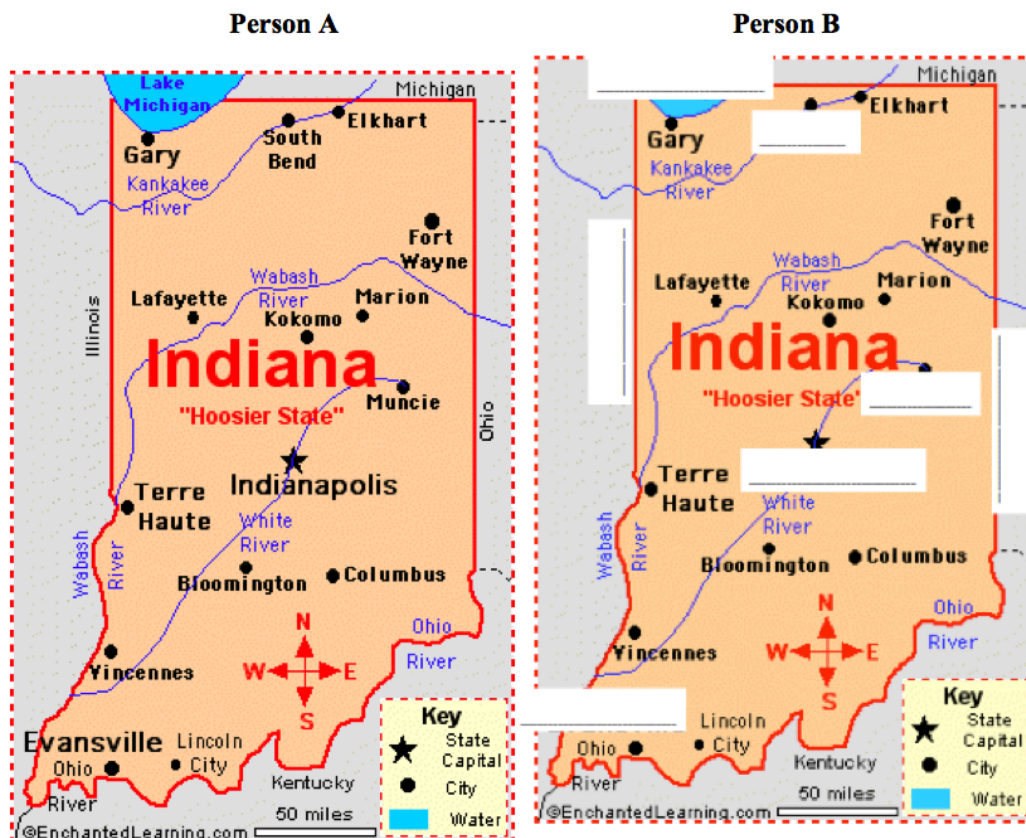 Person A
Lake
Michigan
Michigan
Elkhart
South
Bend
Gary
Kankakee
River
Fort
Wayne
Wabash
River
Lafayette
Marion
Kokomo
Illinois
Indiana
"Hoosier State"
Muncie
Ohio
Indianapolis
Terre
Haute
White
River
Wabash
River
Bloomington
Columbus
N
W
E
S
Ohio
River
Vincennes
Evansville
Lincoln
City
Ohio
River
Kentucky
50 miles
Key
State
Capital
City
Water
©EnchantedLearning.com
Person B
Michigan
Elkhart
Gary
Kankakee
River
Fort
Wayne
Wabash
River
Lafayette
Marion
Kokomo
Indiana
"Hoosier State"
Terre
Haute
White
River
Wabash
River
Bloomington
Columbus
N
W
E
S
Ohio
River
Vincennes
Lincoln
City
Ohio
River
Kentucky
50 miles
Key
State
Capital
City
Water
©EnchantedLearning.com